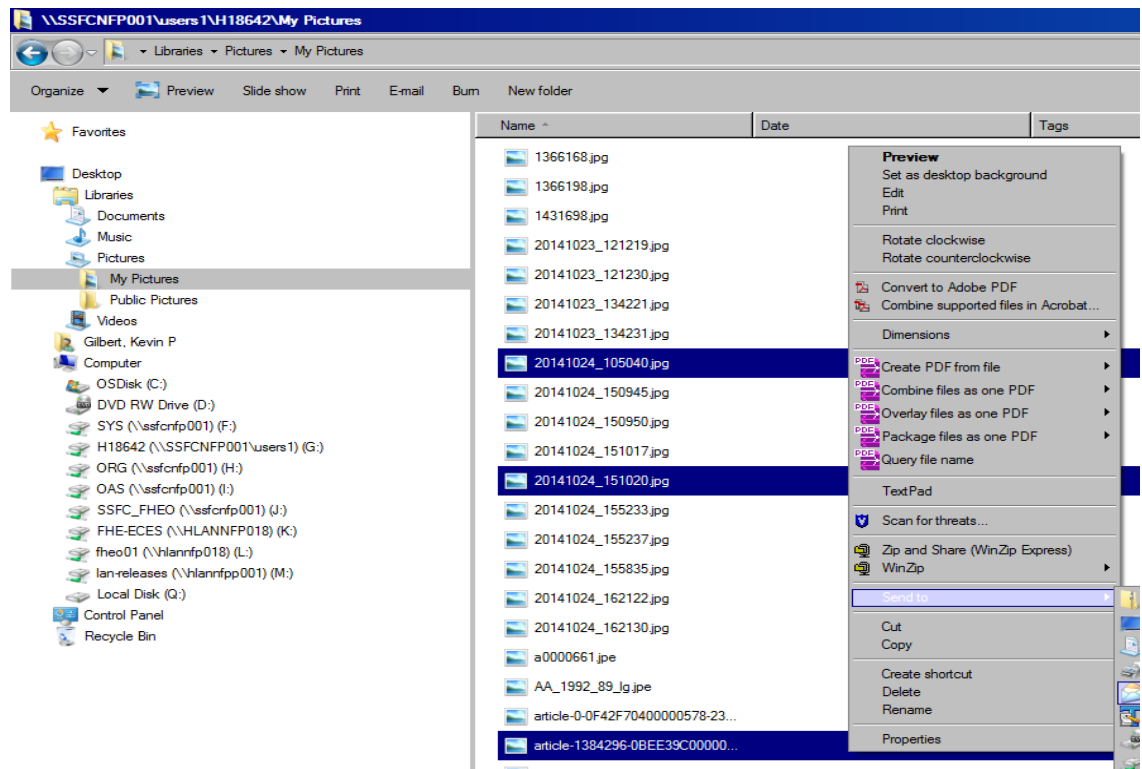 \\SSFCNFP001\users1\H18642\My Pictures
Libraries Pictures My Pictures
Organize Preview Slide show Print E-mail Burn New folder
Favorites
Desktop
Libraries
Documents
Music
Pictures
My Pictures
Public Pictures
Videos
Gilbert, Kevin P
Computer
OSDisk (C:)
DVD RW Drive (D:)
SYS (\\ssfcnfp001) (F:)
H18642 (\\SSFCNFP001\users1) (G:)
ORG (\\ssfcnfp001) (H:)
OAS (\\ssfcnfp001) (I:)
SSFC_FHEO (\\ssfcnfp001) (J:)
FHE-ECES (\\HLANNFP018) (K:)
fheo01 (\\hlannfp018) (L:)
lan-releases (\\hlannfpp001) (M:)
Local Disk (Q:)
Control Panel
Recycle Bin
Name Date Tags
1366168.jpg
1366198.jpg
1431698.jpg
20141023_121219.jpg
20141023_121230.jpg
20141023_134221.jpg
20141023_134231.jpg
20141024_105040.jpg
20141024_150945.jpg
20141024_150950.jpg
20141024_151017.jpg
20141024_151020.jpg
20141024_155233.jpg
20141024_155237.jpg
20141024_155835.jpg
20141024_162122.jpg
20141024_162130.jpg
a0000661.jpe
AA_1992_89_lg.jpe
article-0-0F42F70400000578-23...
article-1384296-0BEE39C00000...
Preview
Set as desktop background
Edit
Print
Rotate clockwise
Rotate counterclockwise
Convert to Adobe PDF
Combine supported files in Acrobat...
Dimensions
PDF Create PDF from file
PDF Combine files as one PDF
PDF Overlay files as one PDF
PDF Package files as one PDF
PDF Query file name
TextPad
Scan for threats...
Zip and Share (WinZip Express)
WinZip
Send to
Cut
Copy
Create shortcut
Delete
Rename
Properties